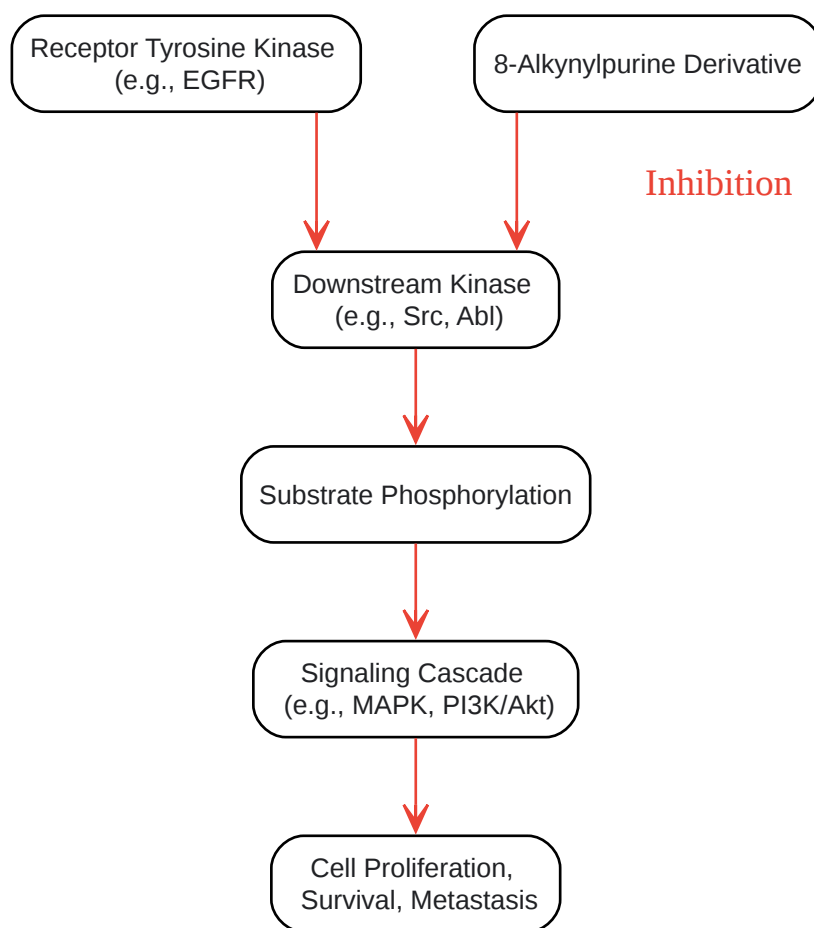 Receptor Tyrosine Kinase
(e.g., EGFR)
8-Alkynylpurine Derivative
Inhibition
Downstream Kinase
(e.g., Src, Abl)
Substrate Phosphorylation
Signaling Cascade
(e.g., MAPK, PI3K/Akt)
Cell Proliferation,
Survival, Metastasis